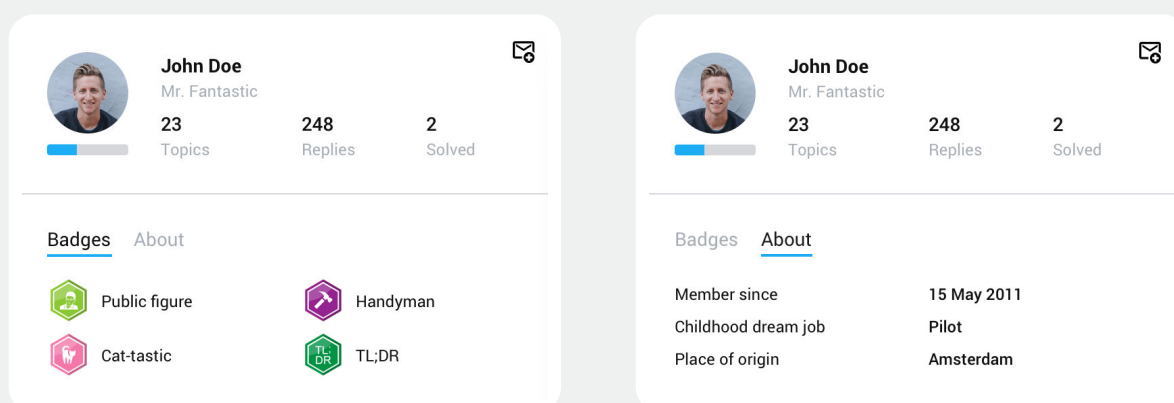 John Doe
Mr. Fantastic
23 248 2
Topics Replies Solved
Badges About
Public figure Handyman
Cat-tastic TL;DR TL;DR
John Doe
Mr. Fantastic
23 248 2
Topics Replies Solved
Badges About
Member since 15 May 2011
Childhood dream job Pilot
Place of origin Amsterdam